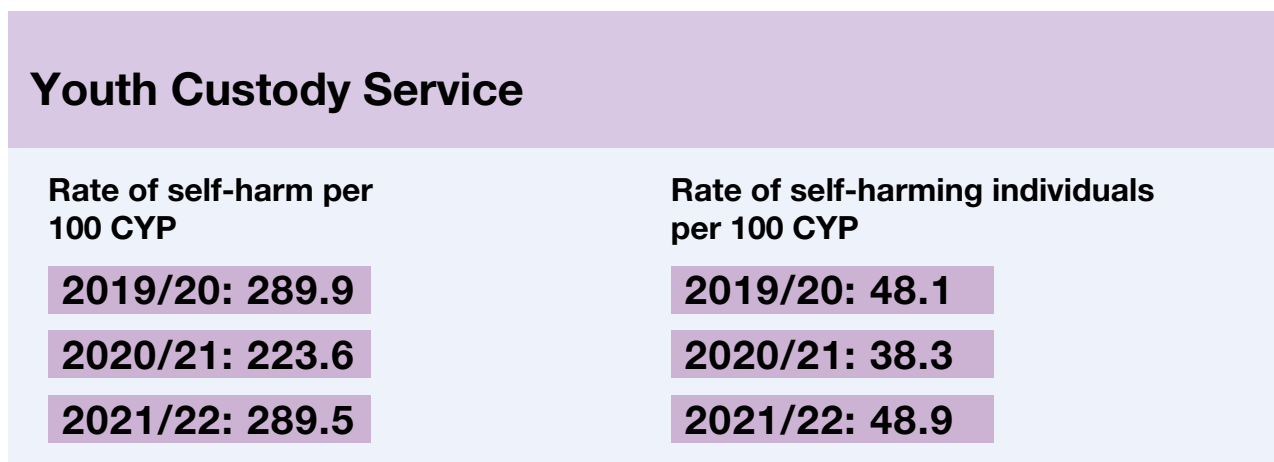 Youth Custody Service
Rate of self-harm per
100 CYP
2019/20: 289.9
2020/21: 223.6
2021/22: 289.5
Rate of self-harming individuals
per 100 CYP
2019/20: 48.1
2020/21: 38.3
2021/22: 48.9